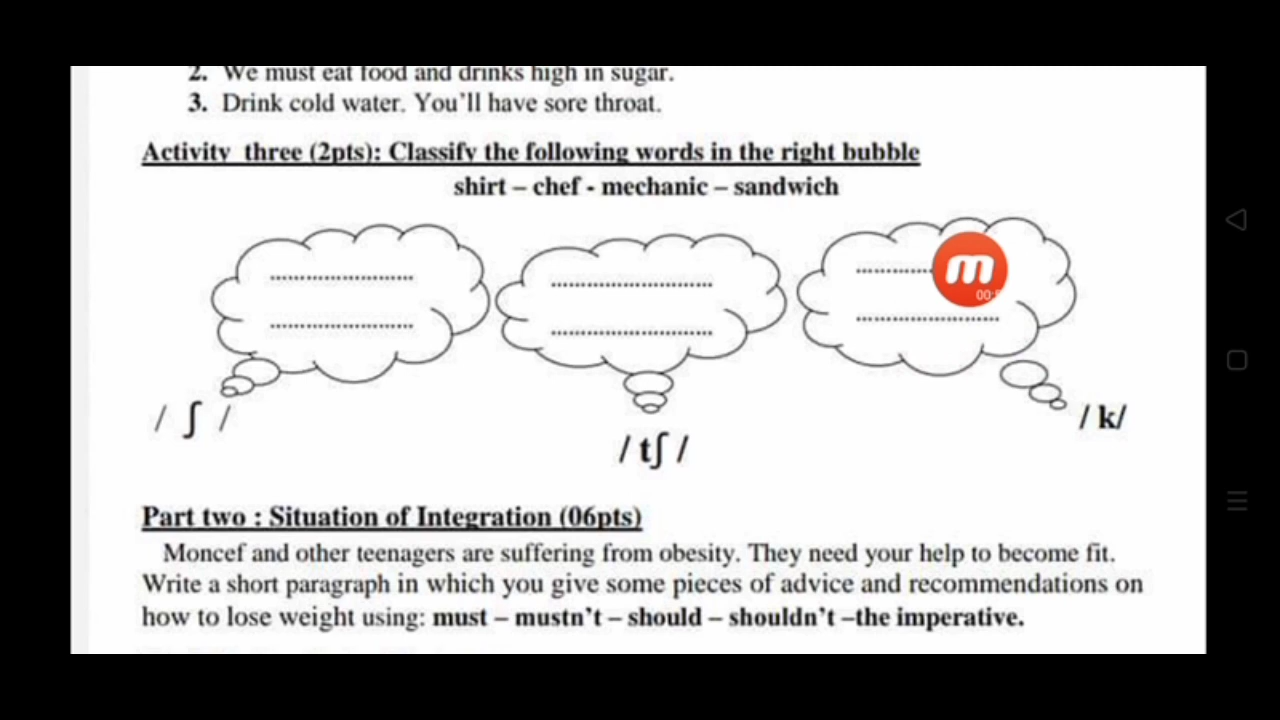 2. We must eat food and drinks high in sugar.
3. Drink cold water. You’ll have sore throat.
Activity three (2pts): Classify the following words in the right bubble
shirt – chef - mechanic – sandwich
........................ ........................... ............
........................ ........................... ........................
00:
/ ʃ / / tʃ / / k/
Part two : Situation of Integration (06pts)
Moncef and other teenagers are suffering from obesity. They need your help to become fit.
Write a short paragraph in which you give some pieces of advice and recommendations on
how to lose weight using: must – mustn’t – should – shouldn’t –the imperative.